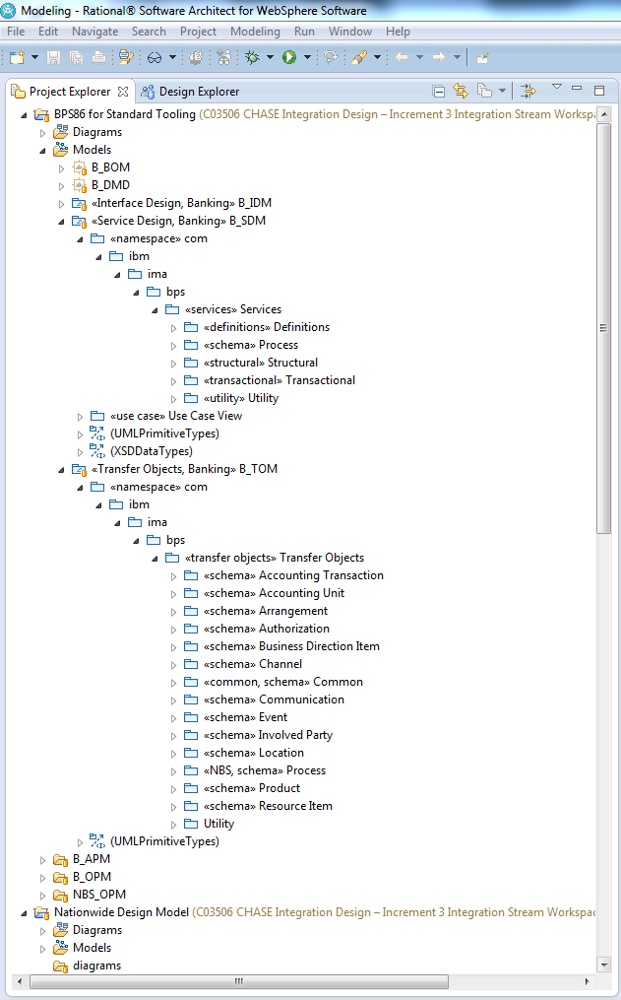 Modeling - Rational® Software Architect for WebSphere Software
File Edit Navigate Search Project Modeling Run Window Help
Project Explorer Design Explorer
BPS86 for Standard Tooling (C03506 CHASE Integration Design – Increment 3 Integration Stream Workspa
Diagrams
Models
B_BOM
B_DMD
«Interface Design, Banking» B_IDM
«Service Design, Banking» B_SDM
«namespace» com
ibm
ima
bps
«services» Services
«definitions» Definitions
«schema» Process
«structural» Structural
«transactional» Transactional
«utility» Utility
«use case» Use Case View
(UMLPrimitiveTypes)
(XSDDataTypes)
«Transfer Objects, Banking» B_TOM
«namespace» com
ibm
ima
bps
«transfer objects» Transfer Objects
«schema» Accounting Transaction
«schema» Accounting Unit
«schema» Arrangement
«schema» Authorization
«schema» Business Direction Item
«schema» Channel
«common, schema» Common
«schema» Communication
«schema» Event
«schema» Involved Party
«schema» Location
«NBS, schema» Process
«schema» Product
«schema» Resource Item
Utility
(UMLPrimitiveTypes)
B_APM
B_OPM
NBS_OPM
Nationwide Design Model (C03506 CHASE Integration Design – Increment 3 Integration Stream Workspac
Diagrams
Models
diagrams